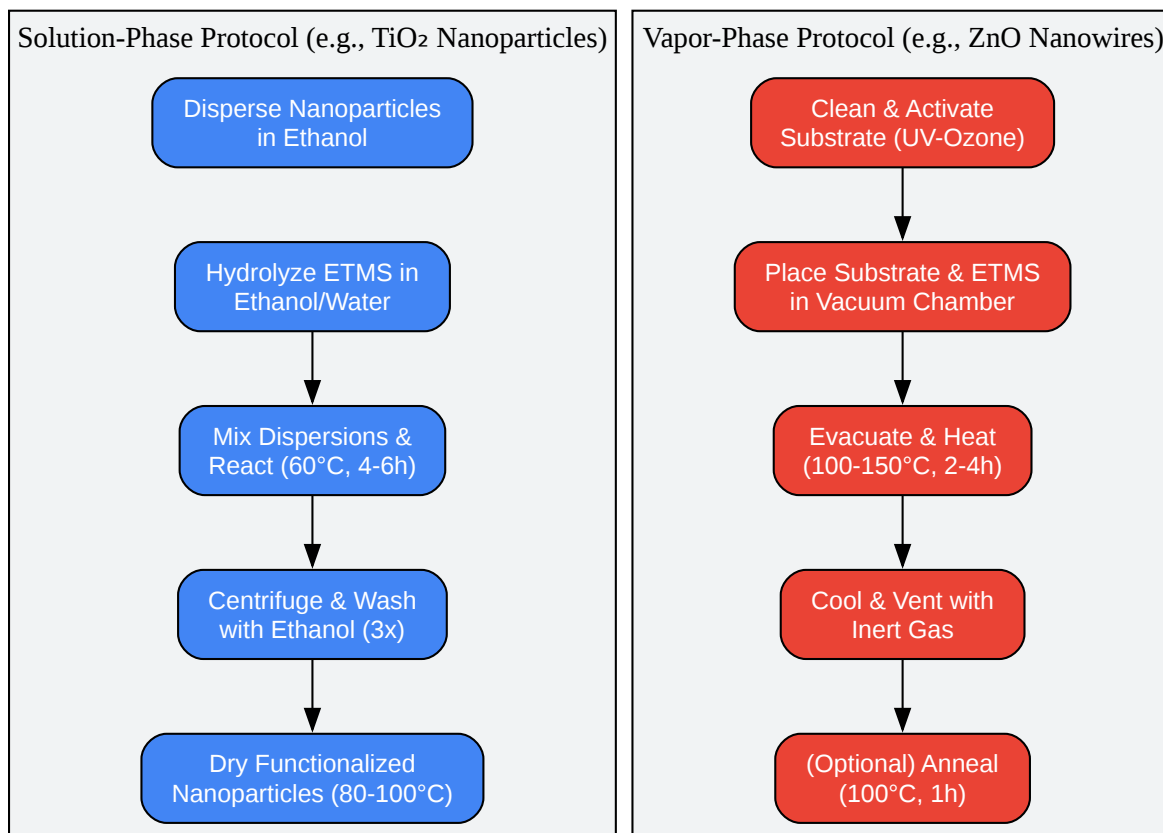 Solution-Phase Protocol (e.g., TiO₂ Nanoparticles)
Disperse Nanoparticles
in Ethanol
Hydrolyze ETMS in
Ethanol/Water
Mix Dispersions &
React (60°C, 4-6h)
Centrifuge & Wash
with Ethanol (3x)
Dry Functionalized
Nanoparticles (80-100°C)
Vapor-Phase Protocol (e.g., ZnO Nanowires)
Clean & Activate
Substrate (UV-Ozone)
Place Substrate & ETMS
in Vacuum Chamber
Evacuate & Heat
(100-150°C, 2-4h)
Cool & Vent with
Inert Gas
(Optional) Anneal
(100°C, 1h)